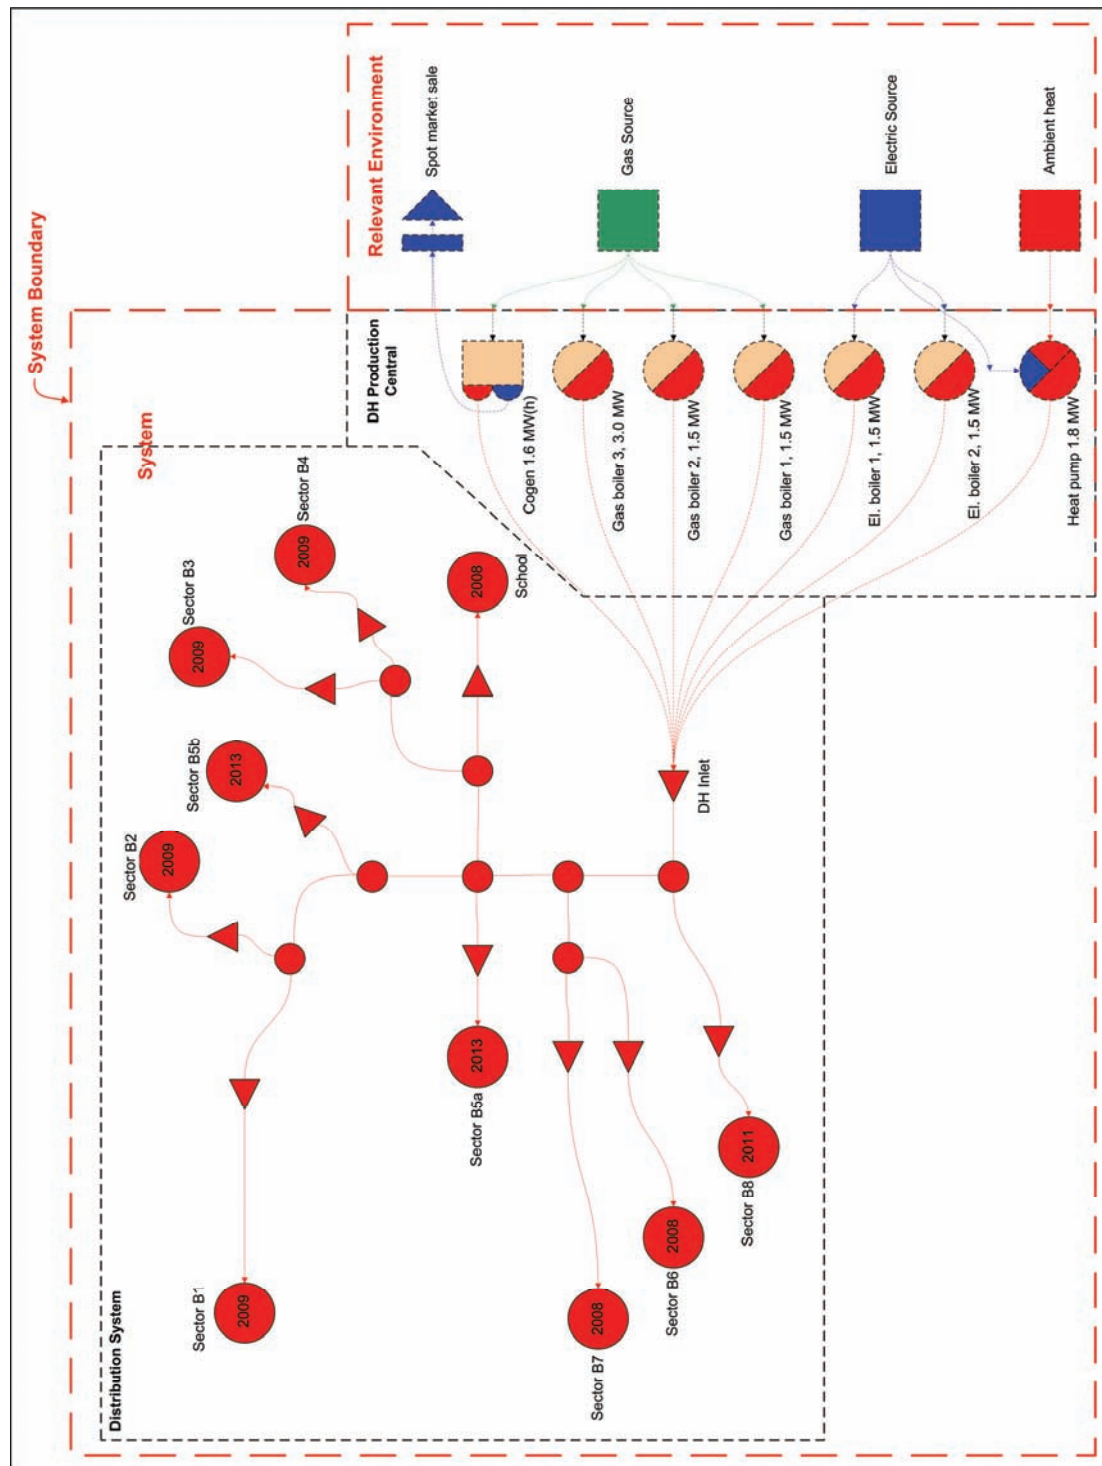 System Boundary
System
Relevant Environment
Spot market sale
Gas Source
Electric Source
Ambient heat
DH Production
Central
Cogen 1.6 MW(h)
Gas boiler 3, 3.0 MW
Gas boiler 2, 1.5 MW
Gas boiler 1, 1.5 MW
El. boiler 1, 1.5 MW
El. boiler 2, 1.5 MW
Heat pump 1.8 MW
Distribution System
Sector B1
2009
Sector B2
2009
Sector B5b
2013
Sector B3
2009
Sector B4
2009
School
2008
Sector B5a
2013
Sector B7
2008
Sector B6
2008
Sector B8
2011
DH Inlet